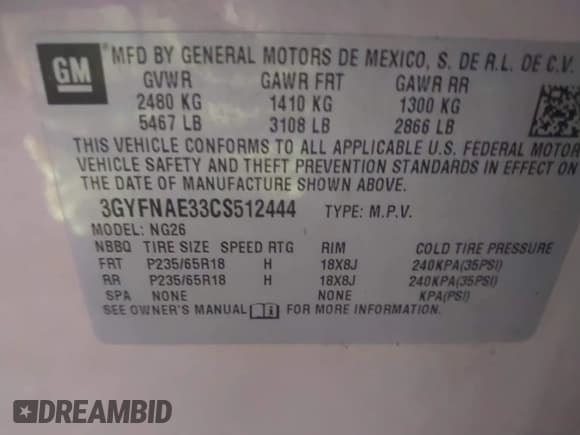 GM® MFD BY GENERAL MOTORS DE MEXICO, S. DE R.L. DE C.V.
GVWR GAWR FRT GAWR RR
2480 KG 1410 KG 1300 KG
5467 LB 3108 LB 2866 LB
THIS VEHICLE CONFORMS TO ALL APPLICABLE U.S. FEDERAL MOTOR
VEHICLE SAFETY AND THEFT PREVENTION STANDARDS IN EFFECT ON
THE DATE OF MANUFACTURE SHOWN ABOVE.
3GYFNAE33CS512444 TYPE: M.P.V.
MODEL: NG26
NBBQ TIRE SIZE SPEED RTG RIM COLD TIRE PRESSURE
FRT P235/65R18 H 18X8J 240KPA(35PSI)
RR P235/65R18 H 18X8J 240KPA(35PSI)
SPA NONE NONE KPA(PSI)
SEE OWNER'S MANUAL FOR MORE INFORMATION.
DREAMBID